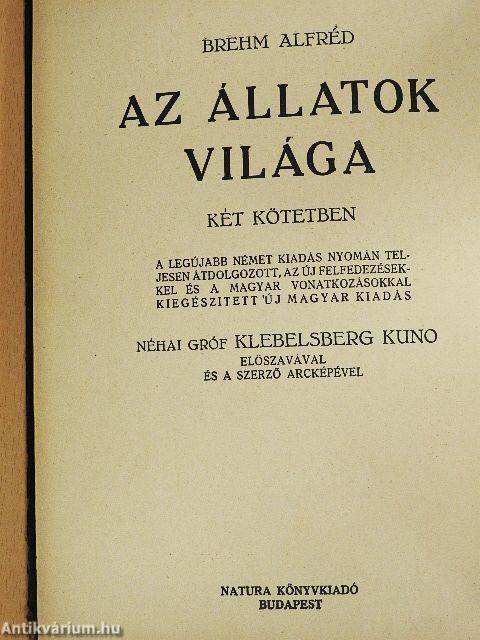 BREHM ALFRÉD
AZ ÁLLATOK
VILÁGA
KÉT KÖTETBEN
A LEGÚJABB NÉMET KIADÁS NYOMÁN TEL-
JESEN ÁTDOLGOZOTT, AZ ÚJ FELFEDEZÉSEK-
KEL ÉS A MAGYAR VONATKOZÁSOKKAL
KIEGÉSZITETT ÚJ MAGYAR KIADÁS
NÉHAI GRÓF KLEBELSBERG KUNO
ELŐSZAVÁVAL
ÉS A SZERZŐ ARCKÉPÉVEL
NATURA KÖNYVKIADÓ
BUDAPEST
Antikvárium.hu